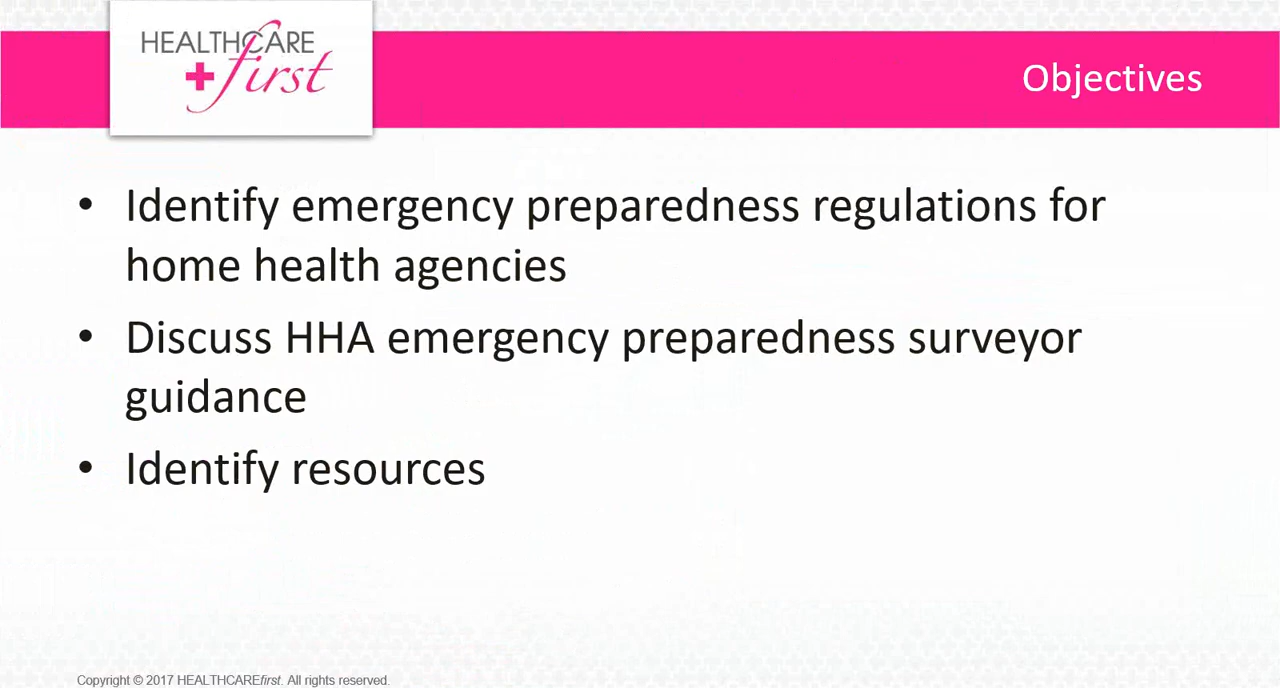 HEALTHCARE
first
Objectives
• Identify emergency preparedness regulations for
home health agencies
• Discuss HHA emergency preparedness surveyor
guidance
• Identify resources
Copyright © 2017 HEALTHCAREfirst. All rights reserved.